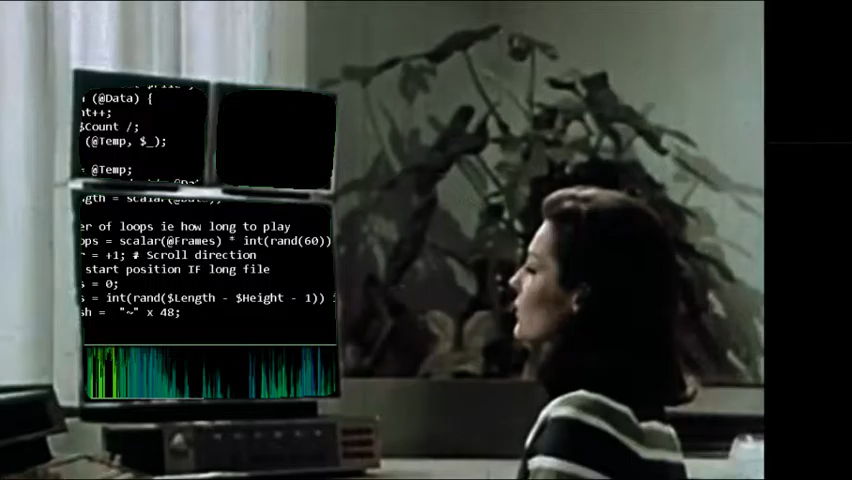 (@Data) {
nt++;
$Count /;
(@Temp, $_);
= @Temp;
ngth = scalar(@Data);
er of loops ie how long to play
ops = scalar(@Frames) * int(rand(60))
= +1; # Scroll direction
start position IF long file
s = 0;
s = int(rand($Length - $Height - 1))
sh = "~" x 48;